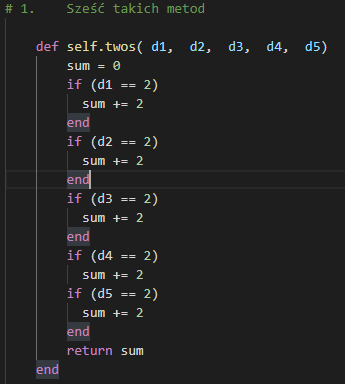 # 1.    Sześć takich metod
def self.twos( d1,  d2,  d3,  d4,  d5)
sum = 0
if (d1 == 2)
sum += 2
end
if (d2 == 2)
sum += 2
end
if (d3 == 2)
sum += 2
end
if (d4 == 2)
sum += 2
if (d5 == 2)
sum += 2
end
return sum
end